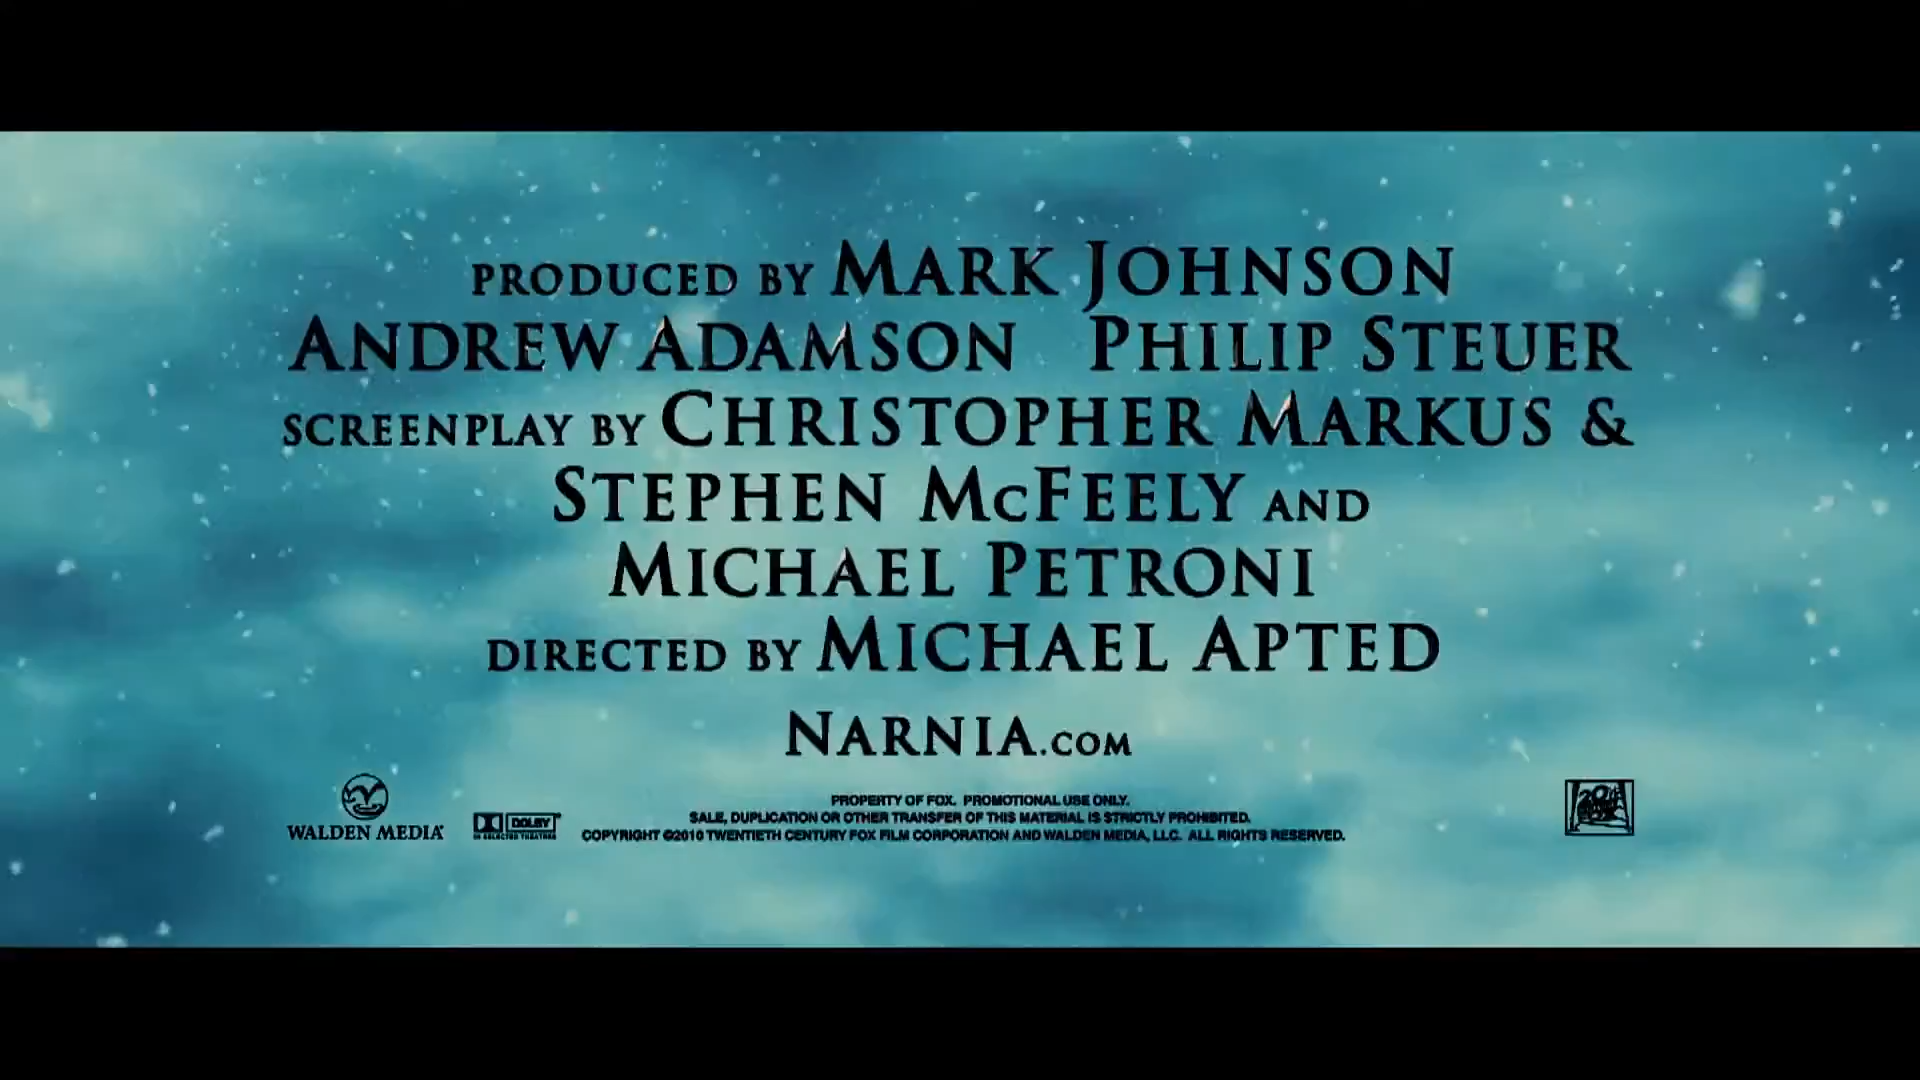 PRODUCED BY MARK JOHNSON
ANDREW ADAMSON PHILIP STEUER
SCREENPLAY BY CHRISTOPHER MARKUS &
STEPHEN MCFEELY AND
MICHAEL PETRONI
DIRECTED BY MICHAEL APTED
NARNIA.COM
PROPERTY OF FOX. PROMOTIONAL USE ONLY.
SALE, DUPLICATION OR OTHER TRANSFER OF THIS MATERIAL IS STRICTLY PROHIBITED.
COPYRIGHT ©2010 TWENTIETH CENTURY FOX FILM CORPORATION AND WALDEN MEDIA, LLC. ALL RIGHTS RESERVED.
WALDEN MEDIA
DOLBY
IN SELECTED THEATRES